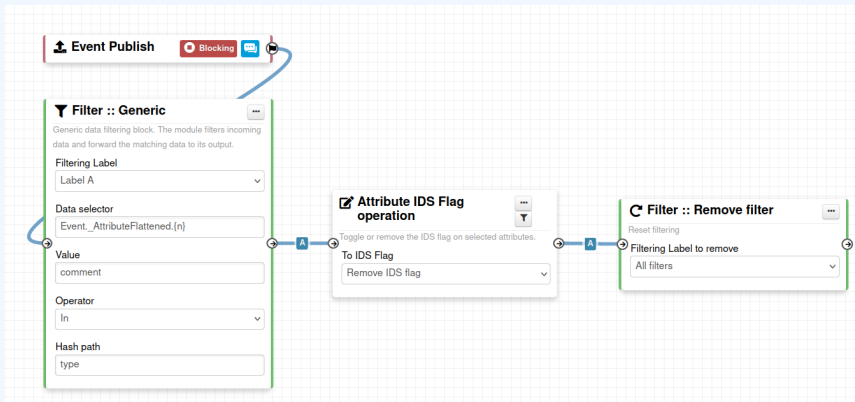 Event Publish
Blocking
Filter :: Generic
Generic data filtering block. The module filters incoming
data and forward the matching data to its output.
Filtering Label
Label A
Data selector
Event._AttributeFlattened.{n}
Value
comment
Operator
In
Hash path
type
A
Attribute IDS Flag
operation
Toggle or remove the IDS flag on selected attributes.
To IDS Flag
Remove IDS flag
A
Filter :: Remove filter
Reset filtering
Filtering Label to remove
All filters